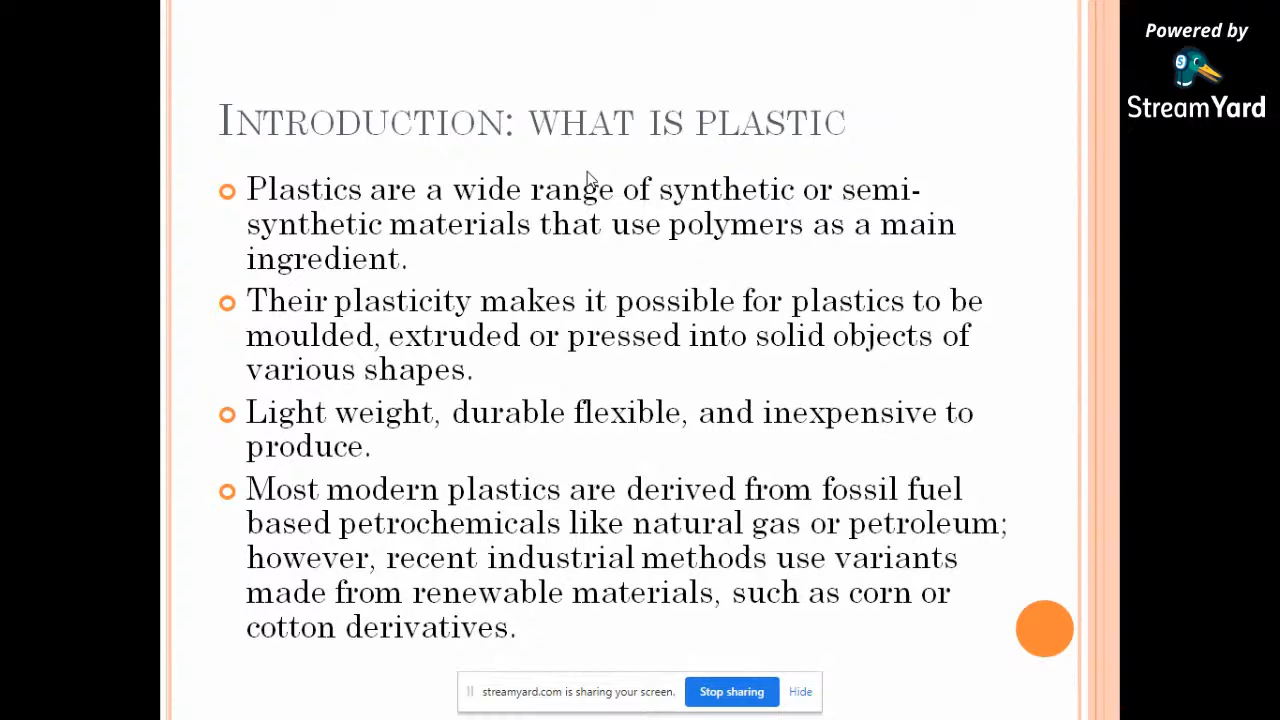 Powered by
StreamYard
INTRODUCTION: WHAT IS PLASTIC
Plastics are a wide range of synthetic or semi-
synthetic materials that use polymers as a main
ingredient.
Their plasticity makes it possible for plastics to be
moulded, extruded or pressed into solid objects of
various shapes.
Light weight, durable flexible, and inexpensive to
produce.
Most modern plastics are derived from fossil fuel
based petrochemicals like natural gas or petroleum;
however, recent industrial methods use variants
made from renewable materials, such as corn or
cotton derivatives.
streamyard.com is sharing your screen. Stop sharing Hide